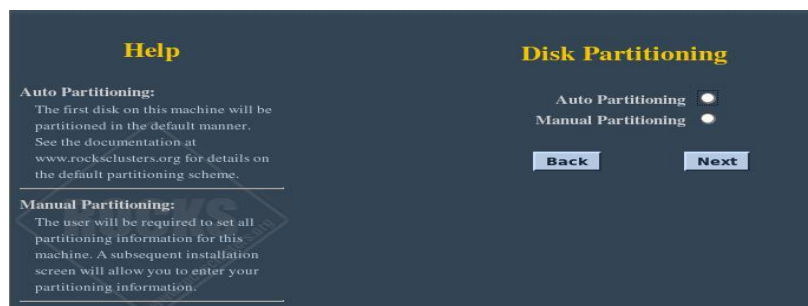 Help
Auto Partitioning:
The first disk on this machine will be
partitioned in the default manner.
See the documentation at
www.rocksclusters.org for details on
the default partitioning scheme.
Manual Partitioning:
The user will be required to set all
partitioning information for this
machine. A subsequent installation
screen will allow you to enter your
partitioning information.
ROCKS
Disk Partitioning
Auto Partitioning
Manual Partitioning
Back
Next